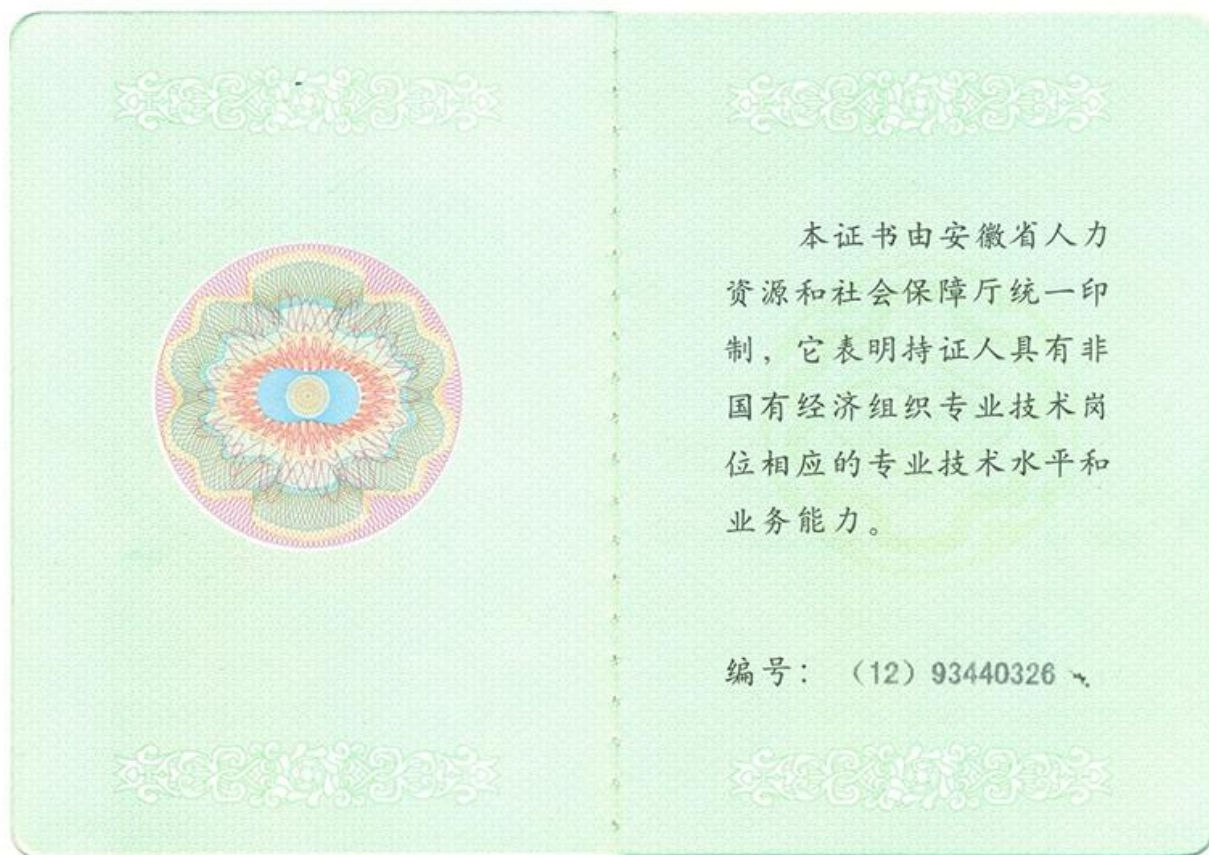 本证书由安徽省人力
资源和社会保障厅统一印
制，它表明持证人具有非
国有经济组织专业技术岗
位相应的专业技术水平和
业务能力。
编号：（12）93440326